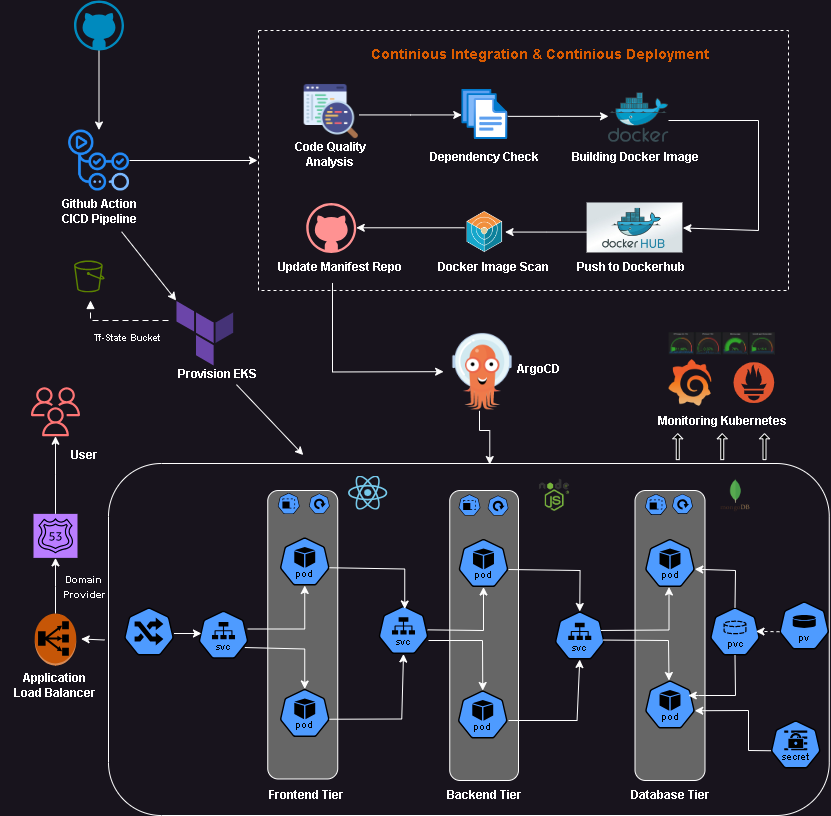 Continious Integration & Continious Deployment
Code Quality
Analysis
Dependency Check
docker
Building Docker Image
Github Action
CICD Pipeline
Update Manifest Repo
Docker Image Scan
docker HUB
Push to Dockerhub
Tf-State Bucket
Provision EKS
ArgoCD
Monitoring Kubernetes
User
53
Domain
Provider
Application
Load Balancer
node
JS
pod
pod
pod
svc
svc
svc
pvc
pv
pod
pod
pod
secret
Frontend Tier
Backend Tier
Database Tier